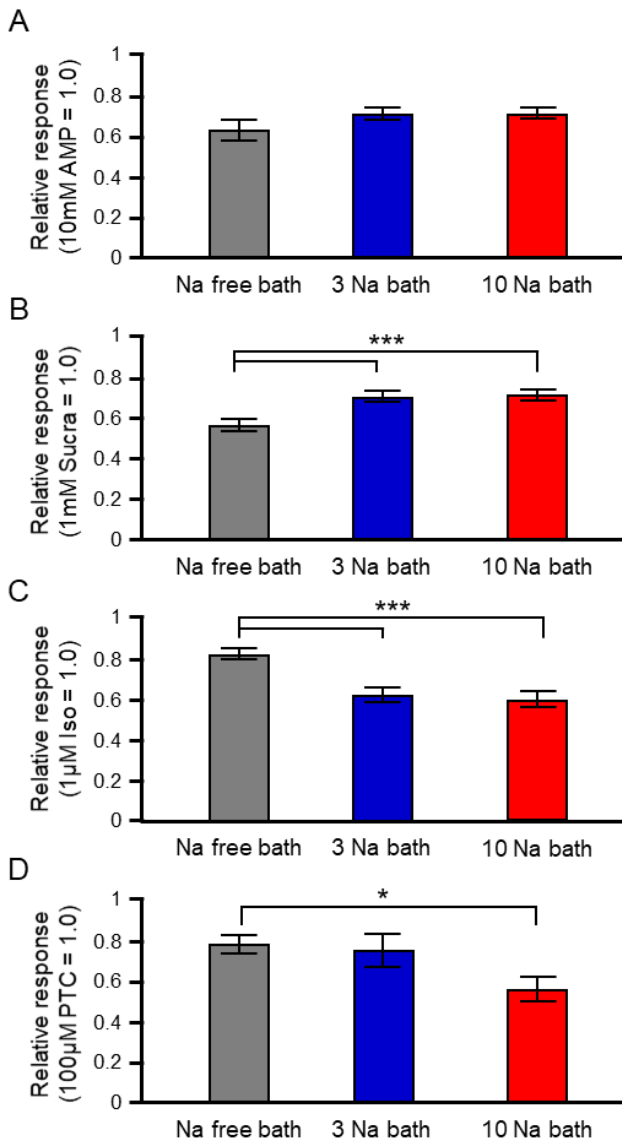 A
Relative response
(10mM AMP = 1.0)
1
0.8
0.6
0.4
0.2
0
Na free bath 3 Na bath 10 Na bath
B
Relative response
(1mM Sucra = 1.0)
1
0.8
0.6
0.4
0.2
0
***
Na free bath 3 Na bath 10 Na bath
C
Relative response
(1µM Iso = 1.0)
1
0.8
0.6
0.4
0.2
0
***
Na free bath 3 Na bath 10 Na bath
D
Relative response
(100µM PTC = 1.0)
1
0.8
0.6
0.4
0.2
0
*
Na free bath 3 Na bath 10 Na bath